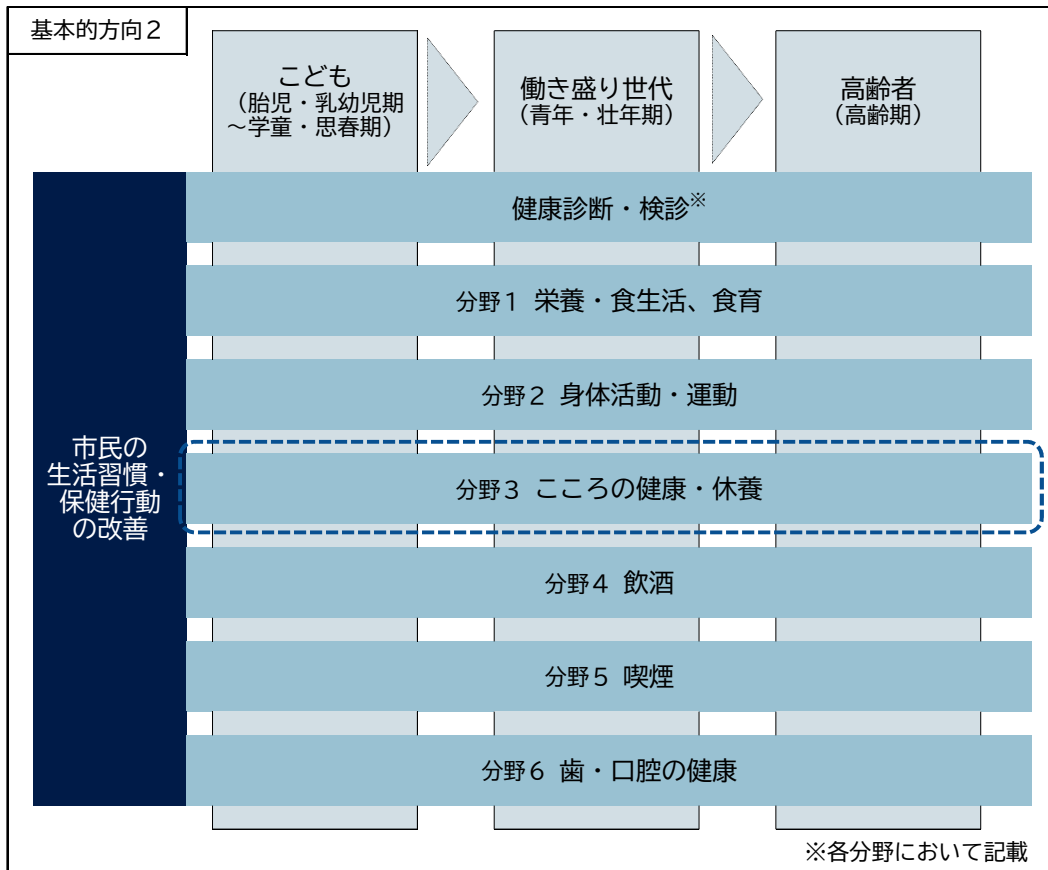 基本的方向２
こども
（胎児・乳幼児期
～学童・思春期）
働き盛り世代
（青年・壮年期）
高齢者
（高齢期）
市民の
生活習慣・
保健行動
の改善
健康診断・検診※
分野１ 栄養・食生活、食育
分野２ 身体活動・運動
分野３ こころの健康・休養
分野４ 飲酒
分野５ 喫煙
分野６ 歯・口腔の健康
※各分野において記載